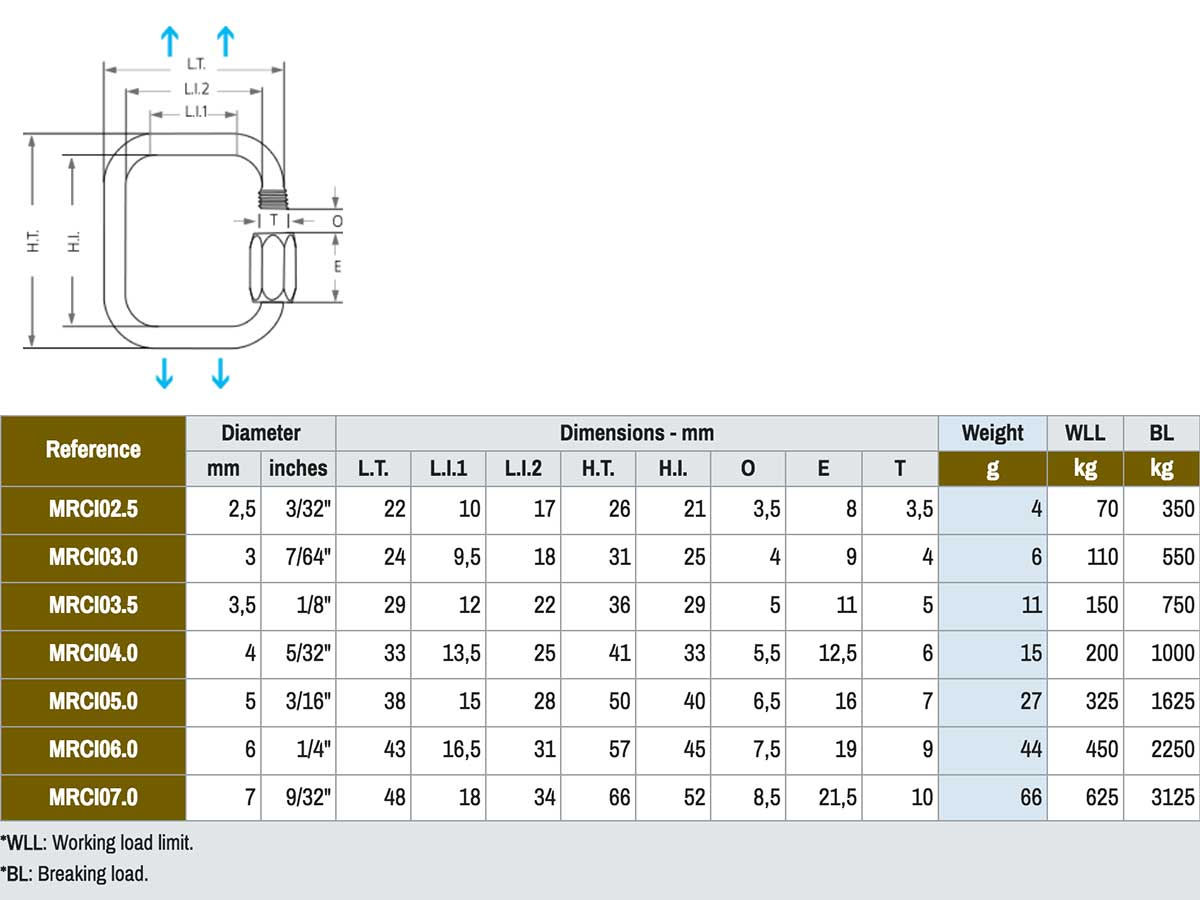 L.T.
L.I.2
L.I.1
T
O
H.T.
H.I.
E
Reference Diameter Dimensions - mm Weight WLL BL
mm inches L.T. L.I.1 L.I.2 H.T. H.I. O E T g kg kg
MRCI02.5 2,5 3/32" 22 10 17 26 21 3,5 8 3,5 4 70 350
MRCI03.0 3 7/64" 24 9,5 18 31 25 4 9 4 6 110 550
MRCI03.5 3,5 1/8" 29 12 22 36 29 5 11 5 11 150 750
MRCI04.0 4 5/32" 33 13,5 25 41 33 5,5 12,5 6 15 200 1000
MRCI05.0 5 3/16" 38 15 28 50 40 6,5 16 7 27 325 1625
MRCI06.0 6 1/4" 43 16,5 31 57 45 7,5 19 9 44 450 2250
MRCI07.0 7 9/32" 48 18 34 66 52 8,5 21,5 10 66 625 3125
*WLL: Working load limit.
*BL: Breaking load.